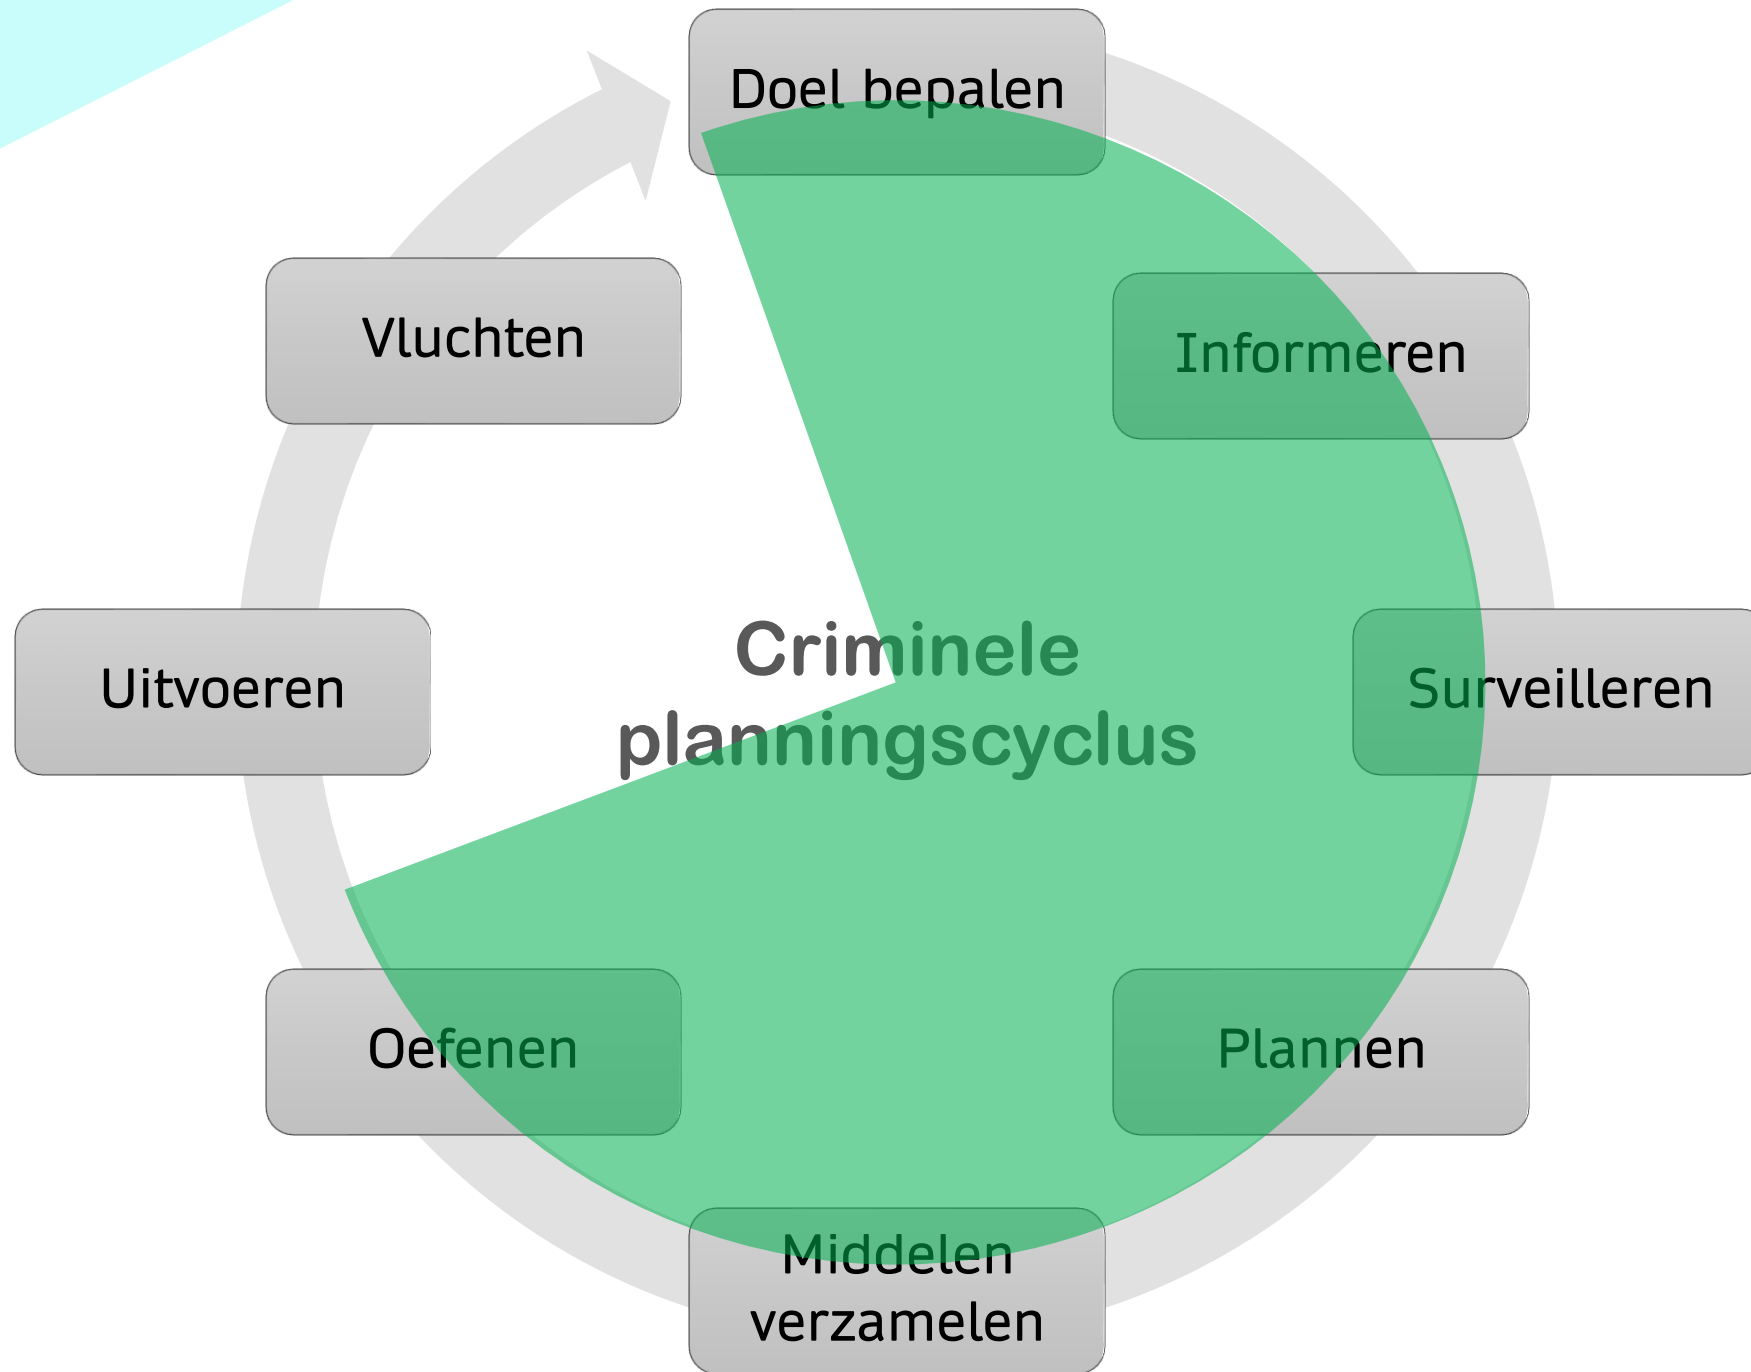 Doel bepalen
Informeren
Surveilleren
Plannen
Middelen
verzamelen
Oefenen
Uitvoeren
Vluchten
Criminele
planningscyclus